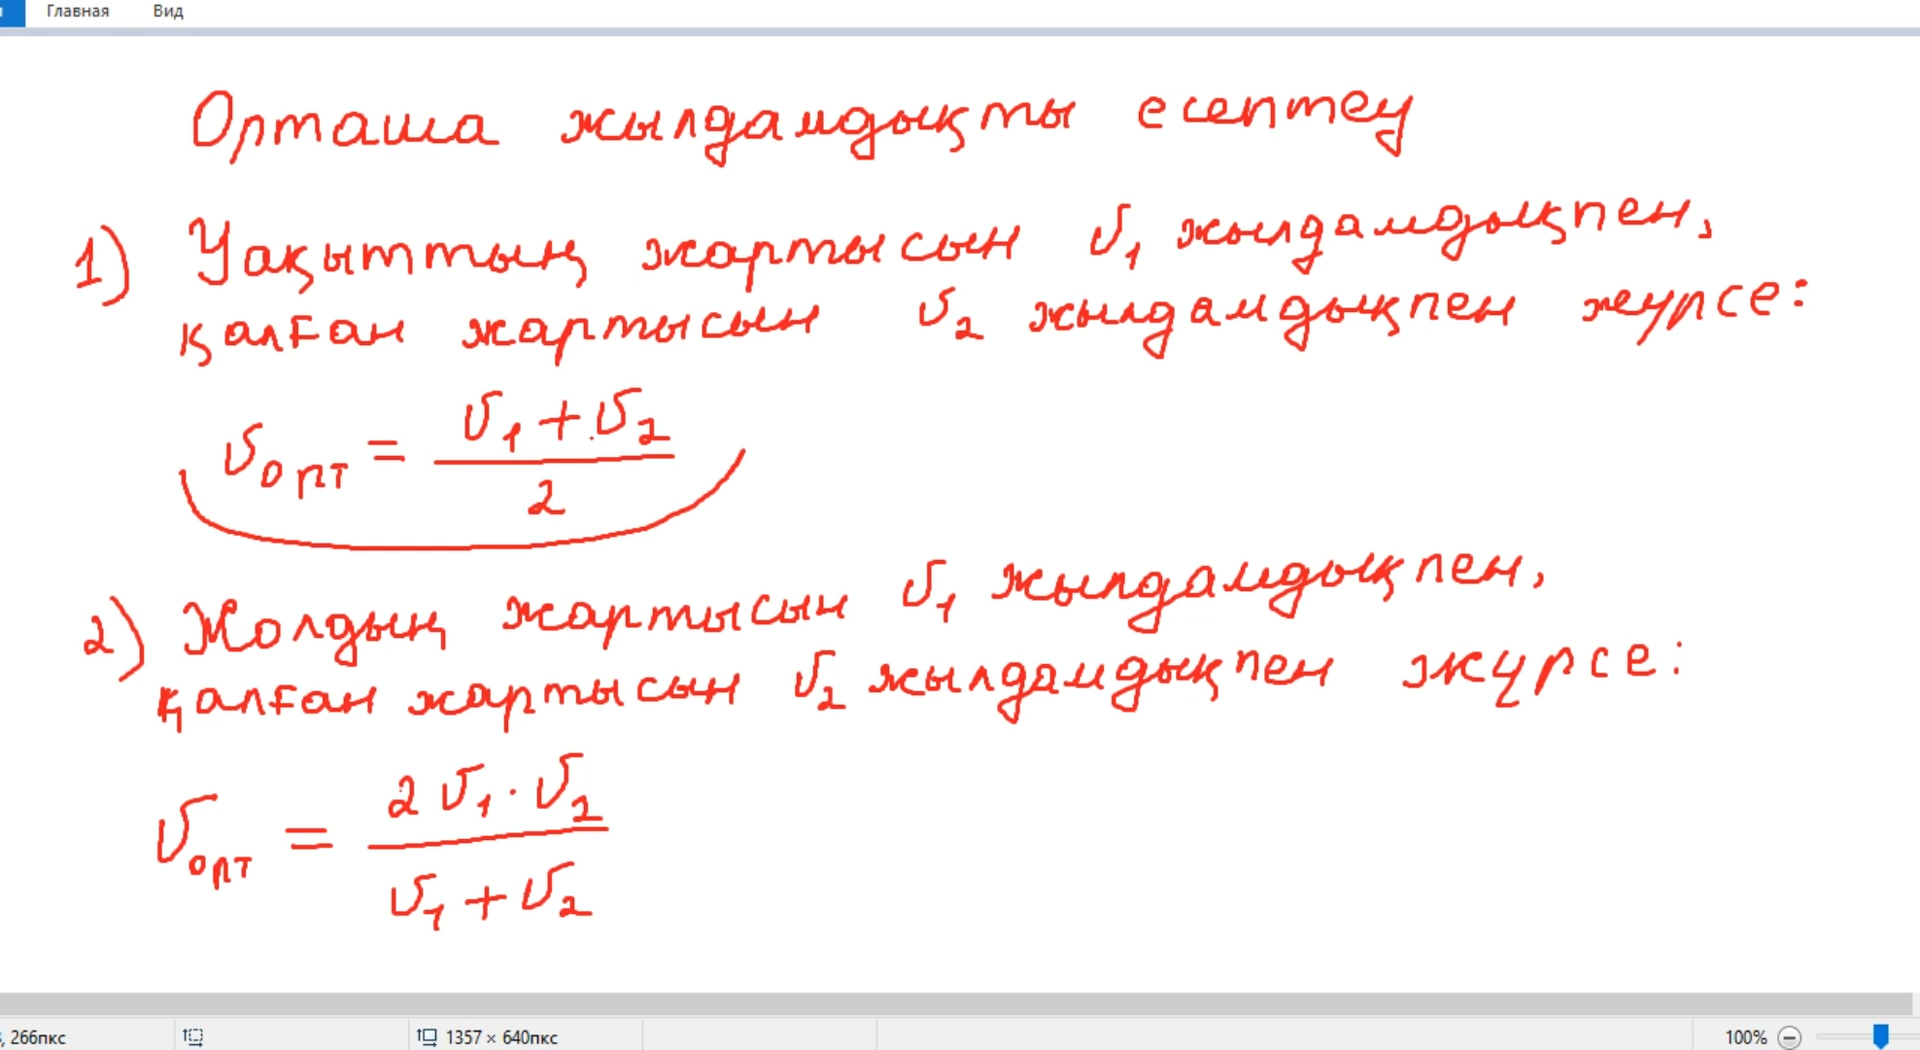 Главная Вид
Орташа жылдамдықты есептеу
1) Уақыттың жартысын υ₁ жылдамдықпен,
қалған жартысын υ₂ жылдамдықпен жүрсе:
υорт = (υ₁ + υ₂) / 2
2) Жолдың жартысын υ₁ жылдамдықпен,
қалған жартысын υ₂ жылдамдықпен жүрсе:
υорт = (2υ₁ · υ₂) / (υ₁ + υ₂)
, 266пкс 1357 × 640пкс 100%